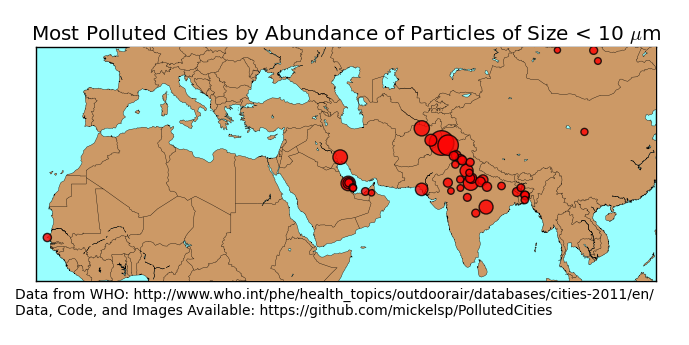 Most Polluted Cities by Abundance of Particles of Size < 10 μm
Data from WHO: http://www.who.int/phe/health_topics/outdoorair/databases/cities-2011/en/
Data, Code, and Images Available: https://github.com/mickelsp/PollutedCities